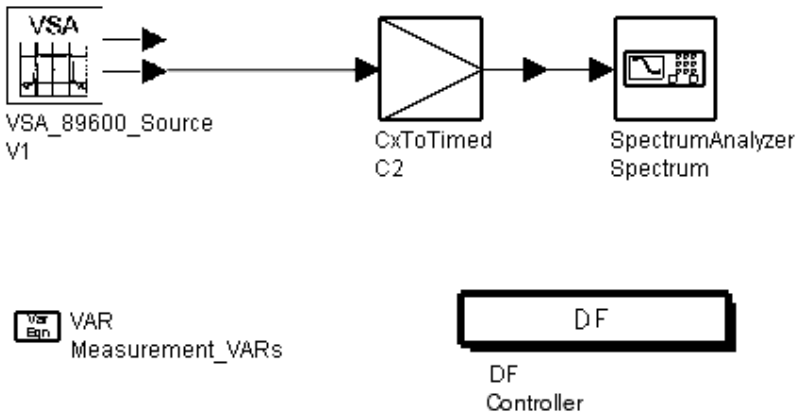 VSA
VSA_89600_Source
V1
CxToTimed
C2
SpectrumAnalyzer
Spectrum
Var
Eqn
VAR
Measurement_VARs
DF
DF
Controller